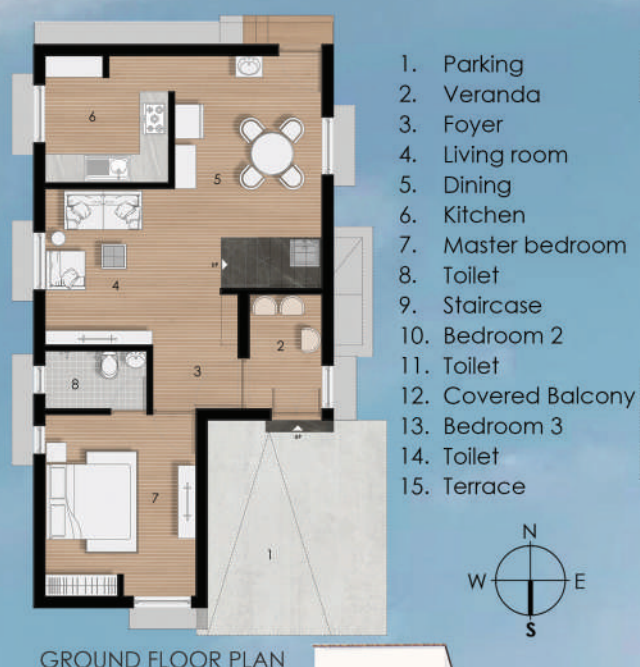 1. Parking
2. Veranda
3. Foyer
4. Living room
5. Dining
6. Kitchen
7. Master bedroom
8. Toilet
9. Staircase
10. Bedroom 2
11. Toilet
12. Covered Balcony
13. Bedroom 3
14. Toilet
15. Terrace
6
5
4
UP
2
3
8
UP
7
1
N
W E
S
GROUND FLOOR PLAN